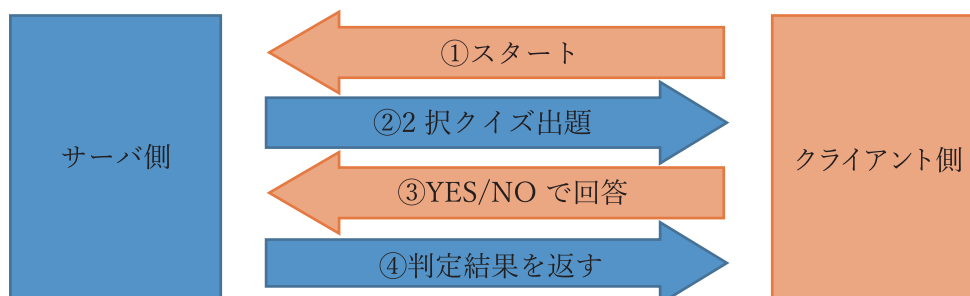 サーバ側
①スタート
②2 択クイズ出題
③YES/NO で回答
④判定結果を返す
クライアント側